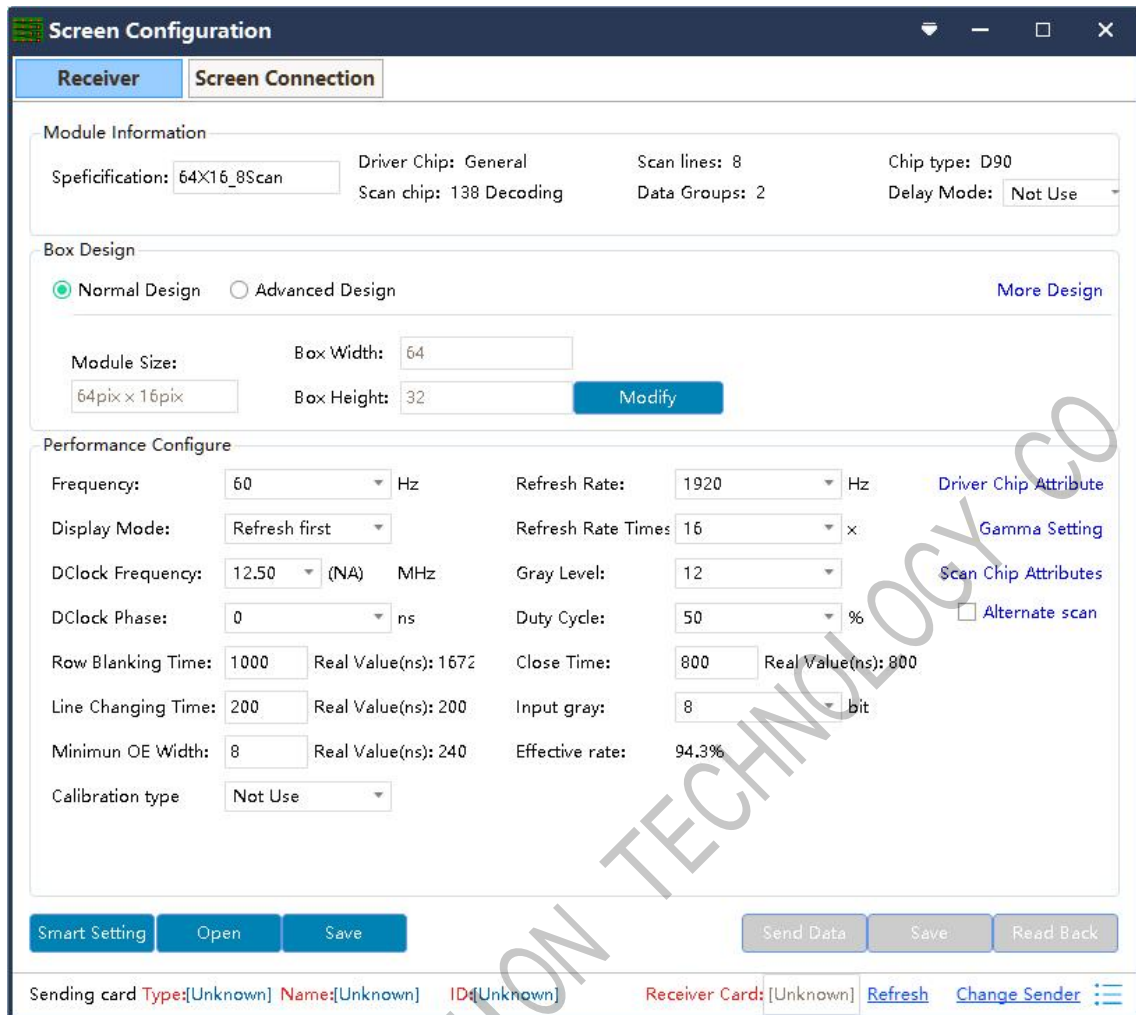 Screen Configuration
Receiver Screen Connection
Module Information
Speficification: 64X16_8Scan Driver Chip: General Scan lines: 8 Chip type: D90
Scan chip: 138 Decoding Data Groups: 2 Delay Mode: Not Use
Box Design
Normal Design Advanced Design More Design
Module Size: Box Width: 64
64pix x 16pix Box Height: 32 Modify
Performance Configure
Frequency: 60 Hz Refresh Rate: 1920 Hz Driver Chip Attribute
Display Mode: Refresh first Refresh Rate Times 16 x Gamma Setting
DClock Frequency: 12.50 (NA) MHz Gray Level: 12 Scan Chip Attributes
DClock Phase: 0 ns Duty Cycle: 50 % Alternate scan
Row Blanking Time: 1000 Real Value(ns): 1672 Close Time: 800 Real Value(ns): 800
Line Changing Time: 200 Real Value(ns): 200 Input gray: 8 bit
Minimun OE Width: 8 Real Value(ns): 240 Effective rate: 94.3%
Calibration type Not Use
Smart Setting Open Save Send Data Save Read Back
Sending card Type:[Unknown] Name:[Unknown] ID:[Unknown] Receiver Card: [Unknown] Refresh Change Sender
TECHNOLOGY CO